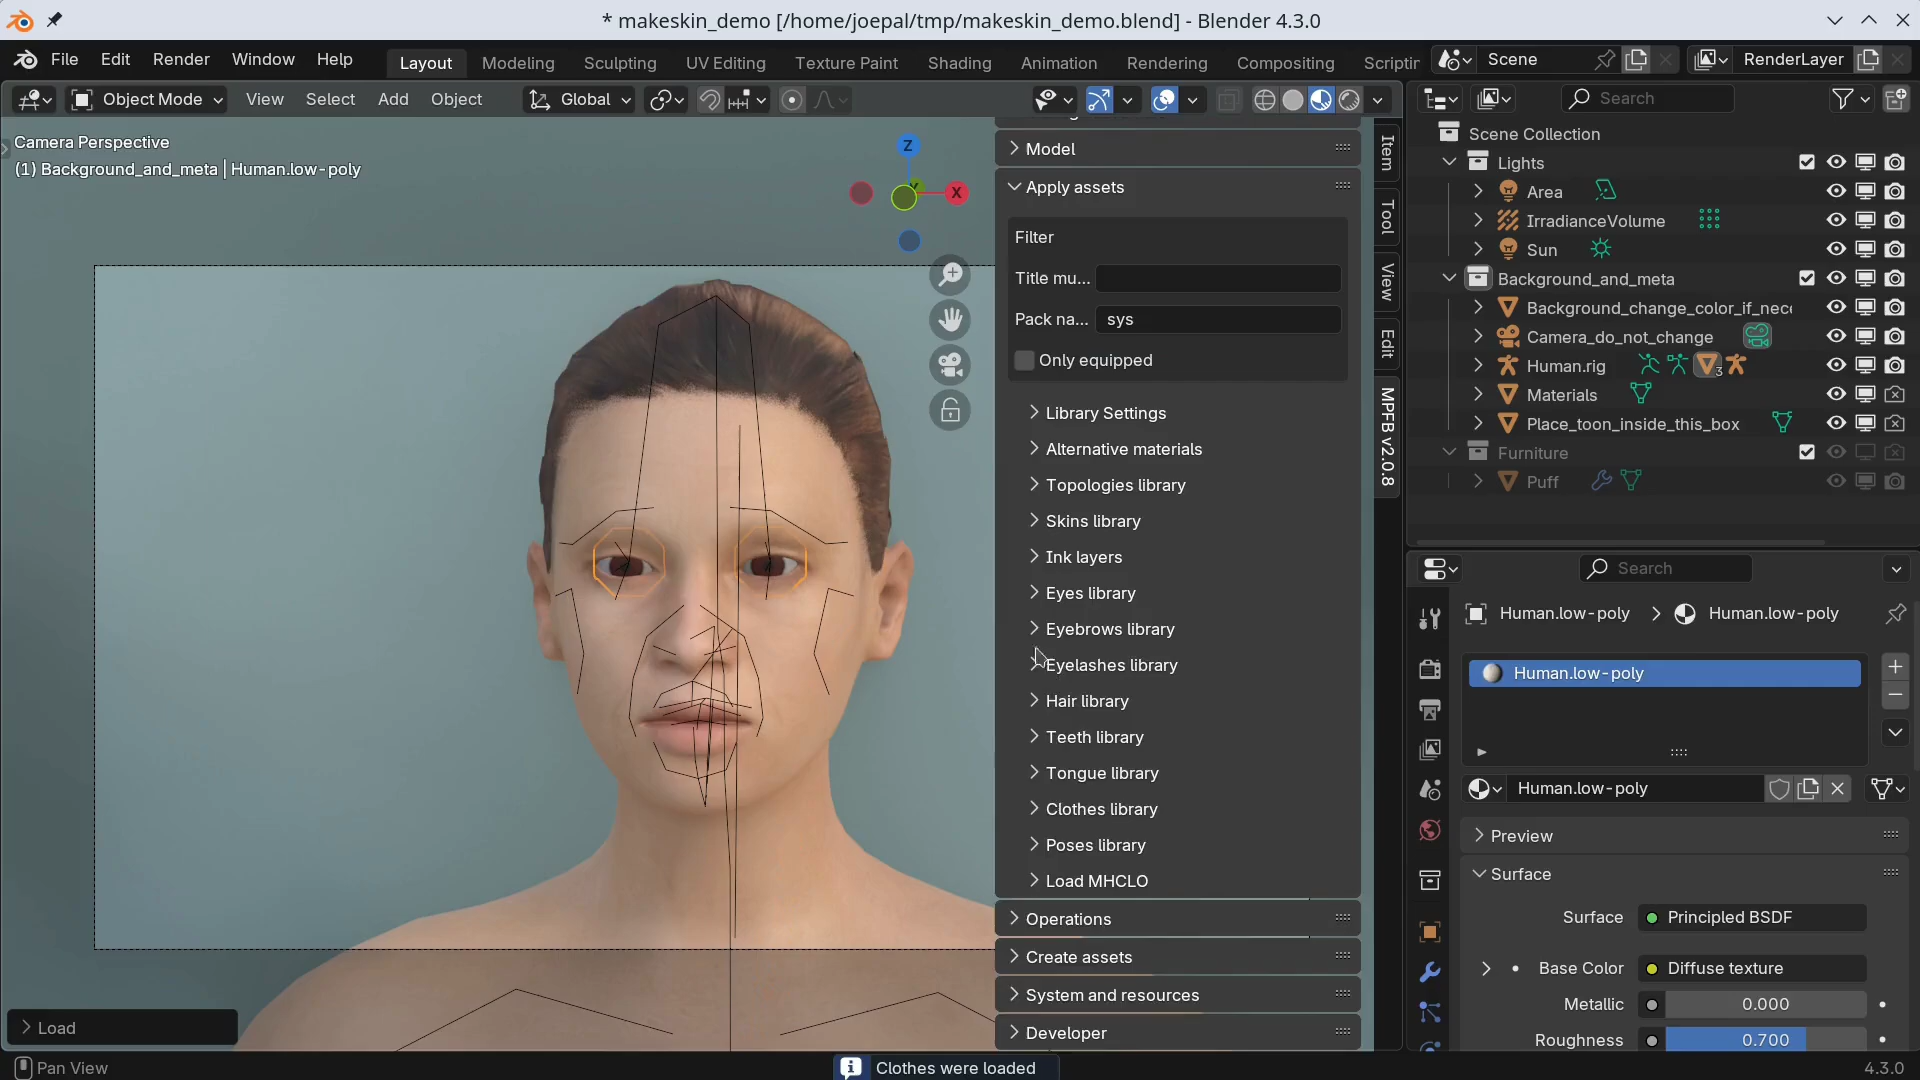 * makeskin_demo [/home/joepal/tmp/makeskin_demo.blend] - Blender 4.3.0
File Edit Render Window Help
Layout Modeling Sculpting UV Editing Texture Paint Shading Animation Rendering Compositing Scriptin
Scene
RenderLayer
Object Mode View Select Add Object
Global
Search
Camera Perspective
(1) Background_and_meta | Human.low-poly
Z
X
Model
Apply assets
Filter
Title mu...
Pack na... sys
Only equipped
Library Settings
Alternative materials
Topologies library
Skins library
Ink layers
Eyes library
Eyebrows library
Eyelashes library
Hair library
Teeth library
Tongue library
Clothes library
Poses library
Load MHCLO
Operations
Create assets
System and resources
Developer
Item
Tool
View
Edit
MPFB v2.0.8
Scene Collection
Lights
Area
IrradianceVolume
Sun
Background_and_meta
Background_change_color_if_nece
Camera_do_not_change
Human.rig 3
Materials
Place_toon_inside_this_box
Furniture
Puff
Search
Human.low-poly Human.low-poly
Human.low-poly
Human.low-poly
Preview
Surface
Surface Principled BSDF
Base Color Diffuse texture
Metallic 0.000
Roughness 0.700
Load
Pan View
Clothes were loaded
4.3.0